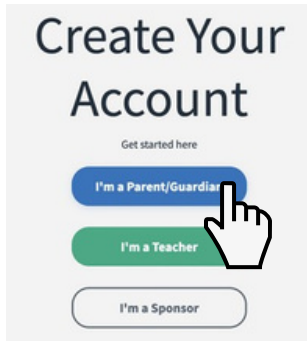 Create Your
Account
Get started here
I'm a Parent/Guardian
I'm a Teacher
I'm a Sponsor